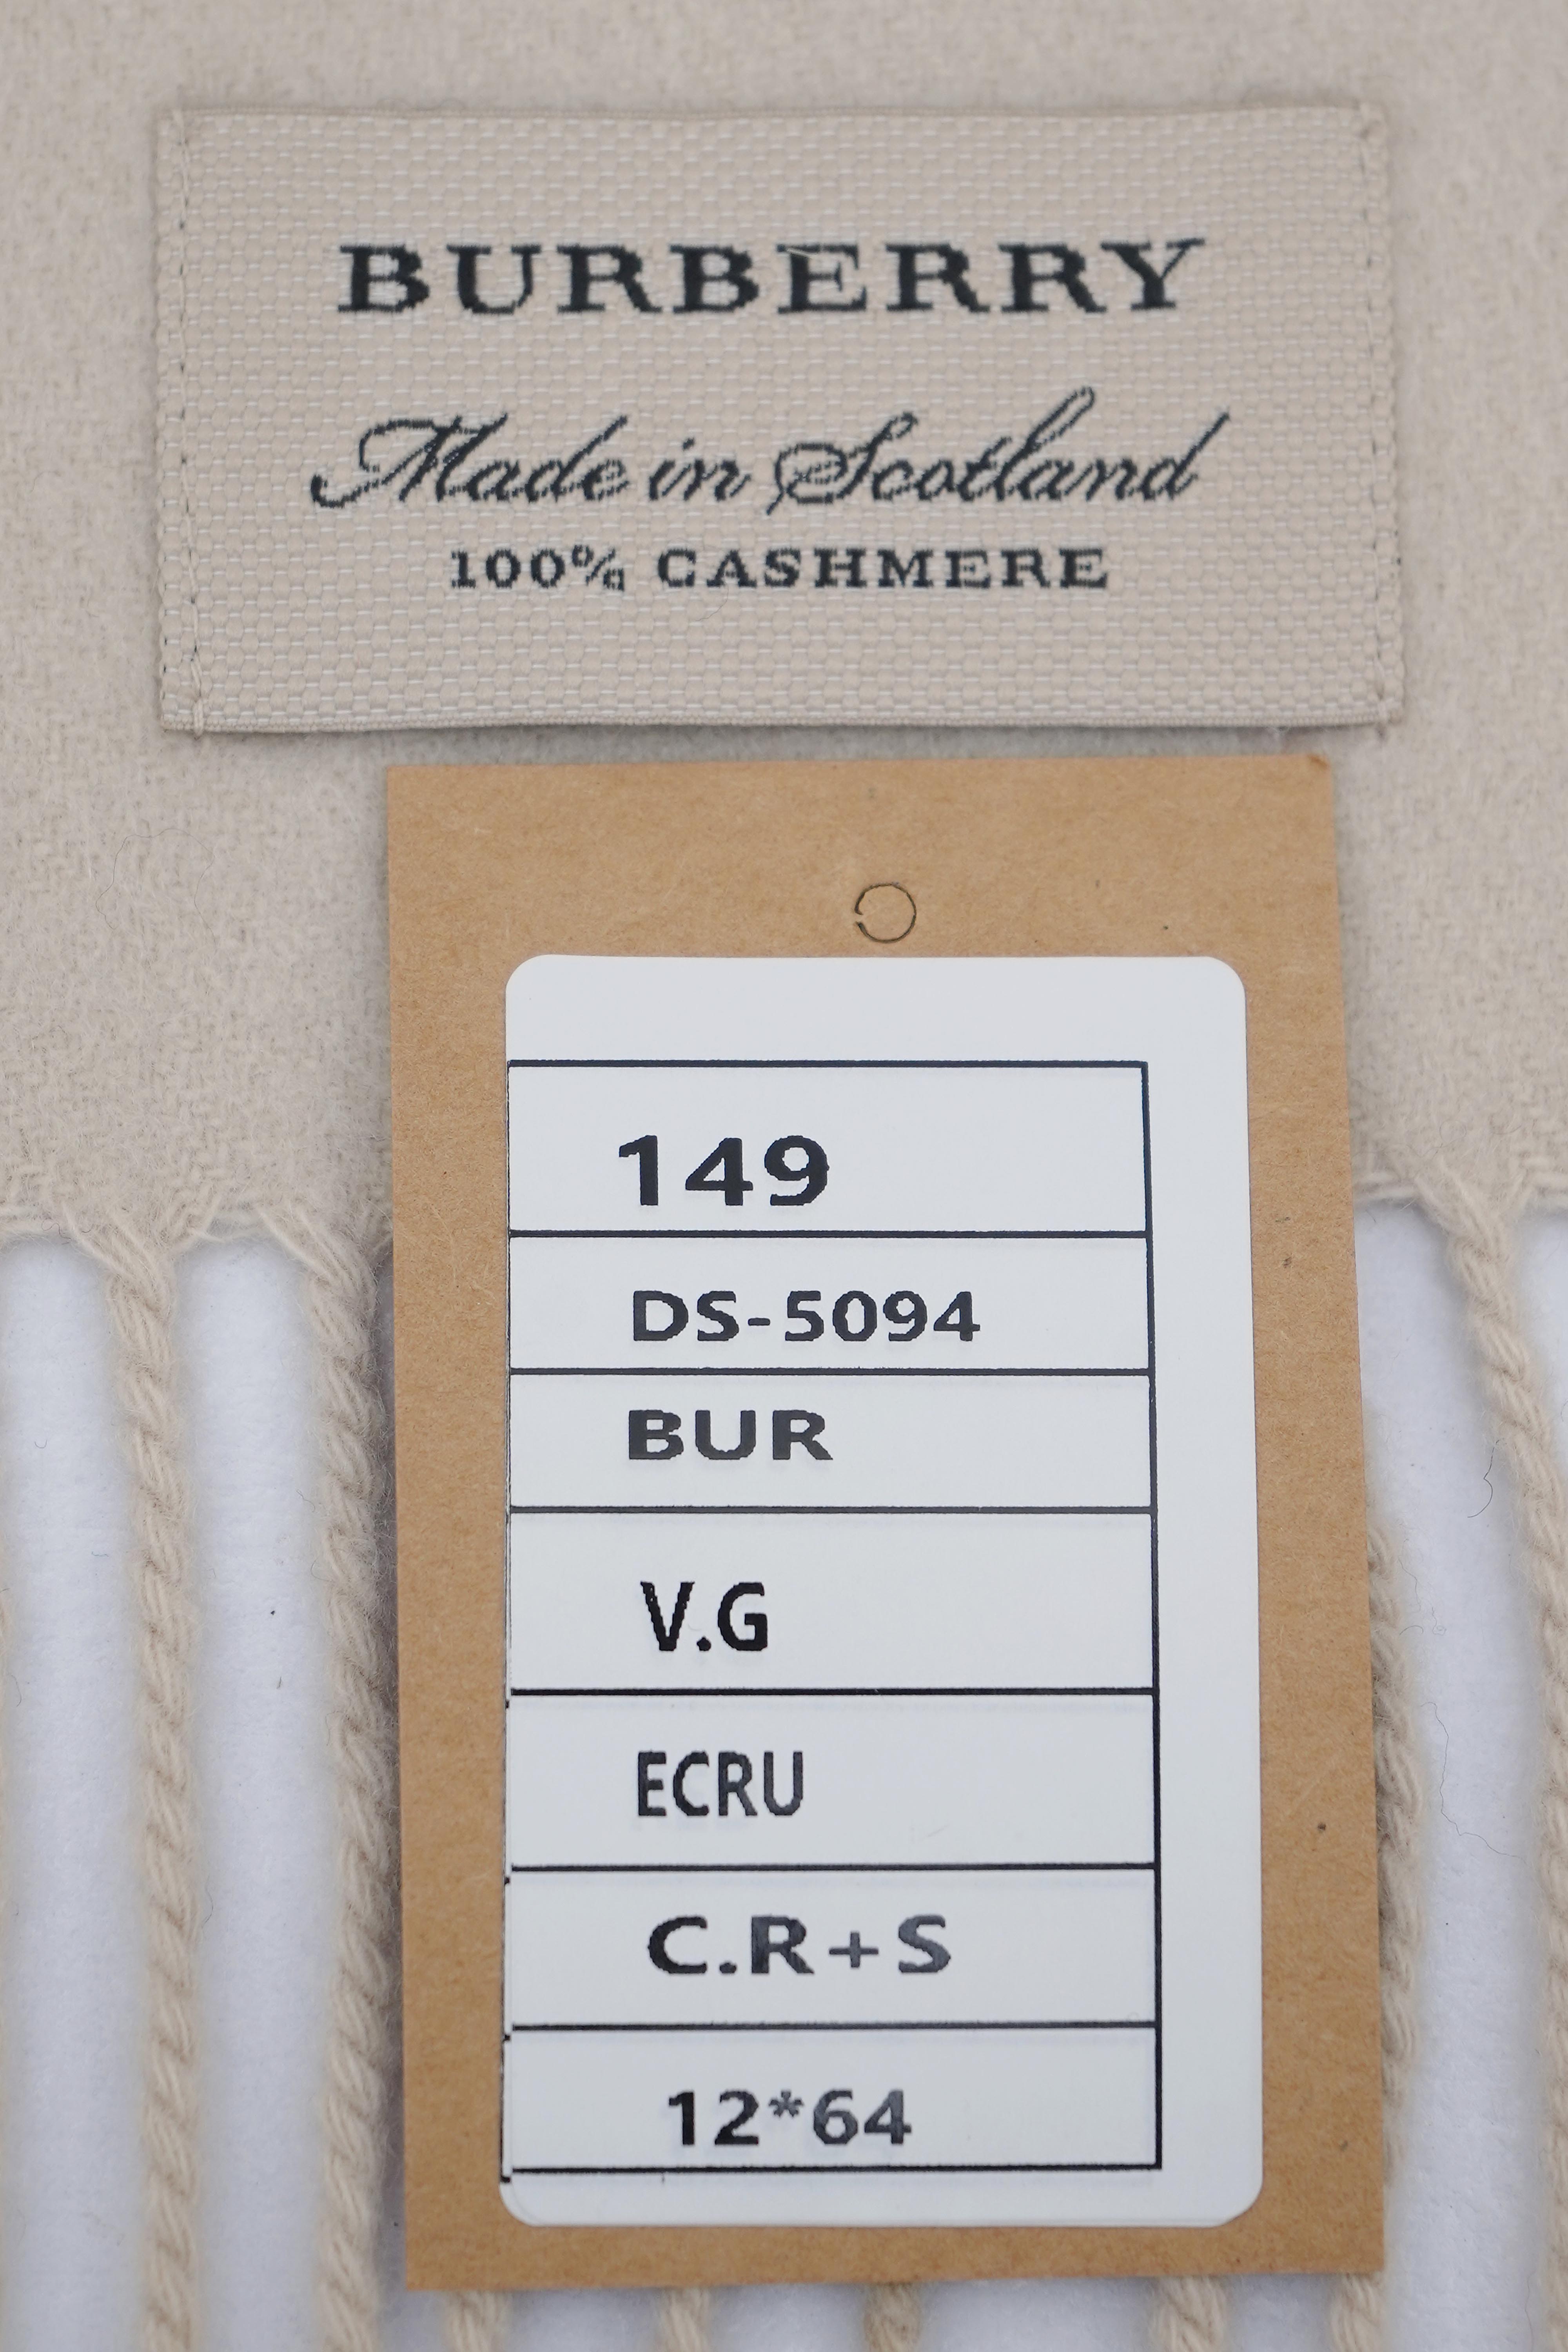 BURBERRY
Made in Scotland
100% CASHMERE
149
DS-5094
BUR
V.G
ECRU
C.R+S
12*64